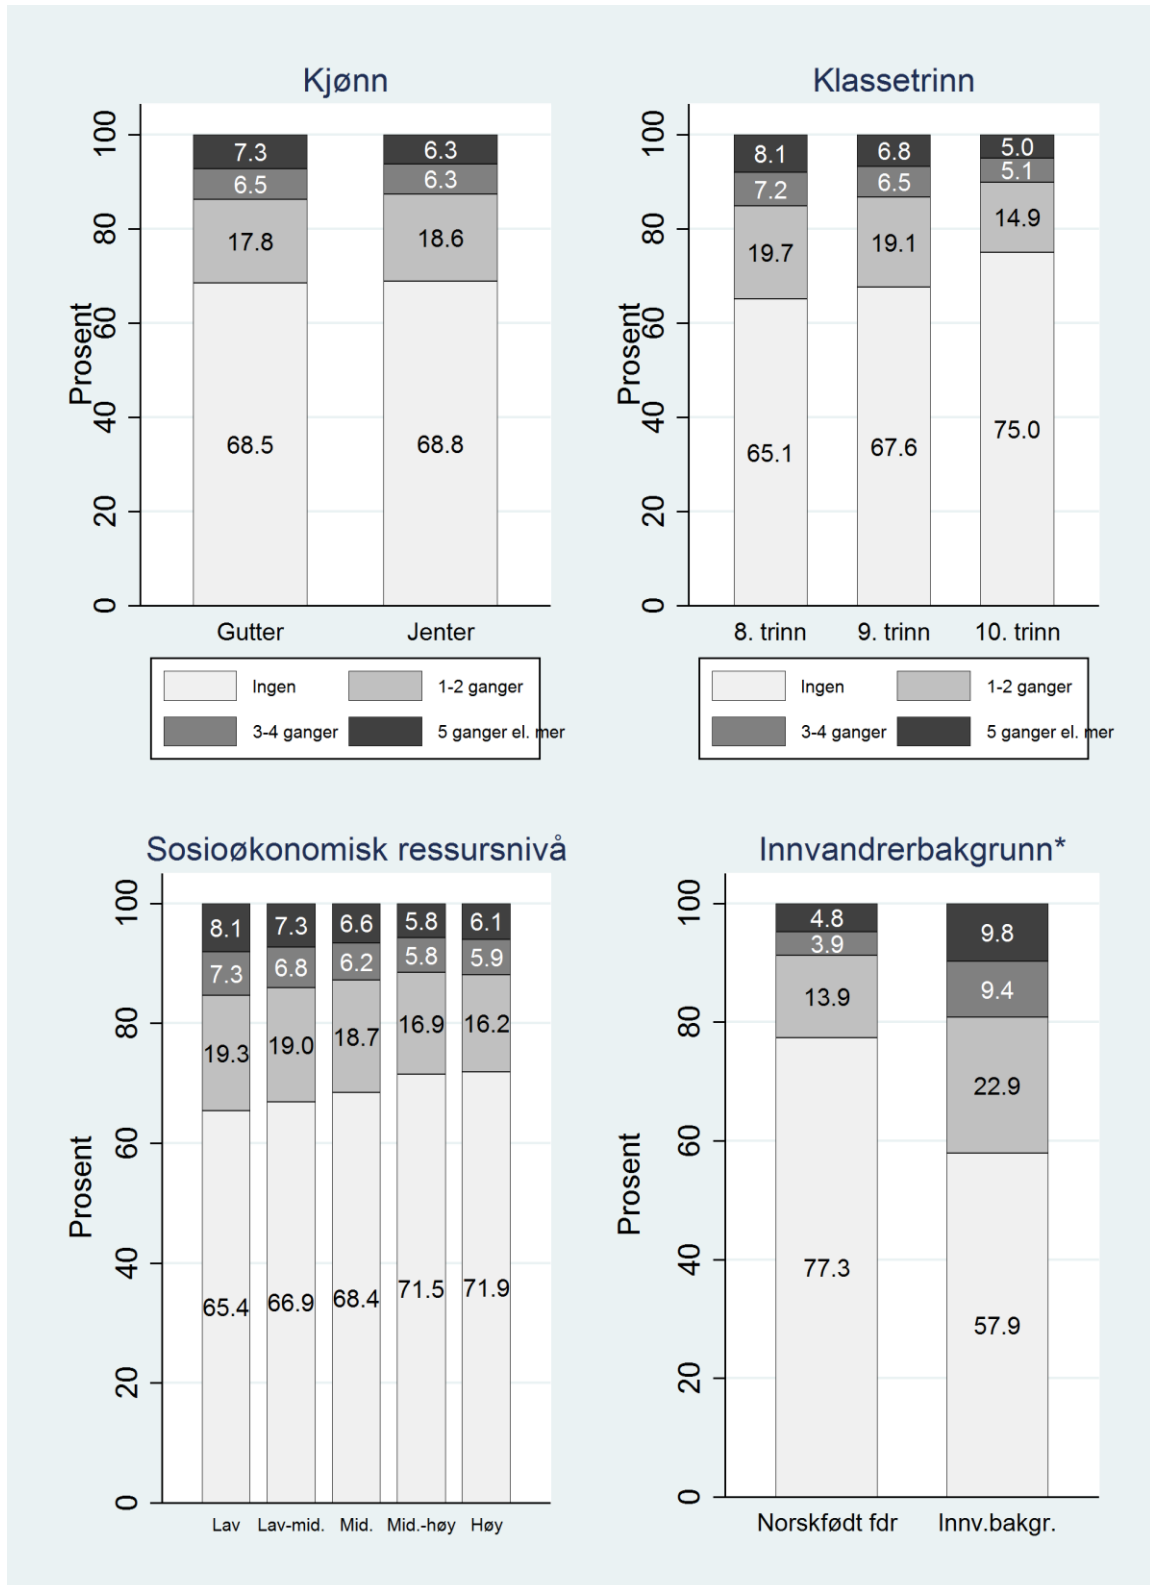 Kjønn
Prosent
100
80
60
40
20
0
7.3
6.3
6.5
6.3
17.8
18.6
68.5
68.8
Gutter
Jenter
Ingen
1-2 ganger
3-4 ganger
5 ganger el. mer
Klassetrinn
Prosent
100
80
60
40
20
0
8.1
6.8
5.0
7.2
6.5
5.1
19.7
19.1
14.9
65.1
67.6
75.0
8. trinn
9. trinn
10. trinn
Ingen
1-2 ganger
3-4 ganger
5 ganger el. mer
Sosioøkonomisk ressursnivå
Prosent
100
80
60
40
20
0
8.1
7.3
6.6
5.8
6.1
7.3
6.8
6.2
5.8
5.9
19.3
19.0
18.7
16.9
16.2
65.4
66.9
68.4
71.5
71.9
Lav
Lav-mid.
Mid.
Mid.-høy
Høy
Innvandrerbakgrunn*
Prosent
100
80
60
40
20
0
4.8
9.8
3.9
9.4
13.9
22.9
77.3
57.9
Norskfødt fdr
Innv.bakgr.